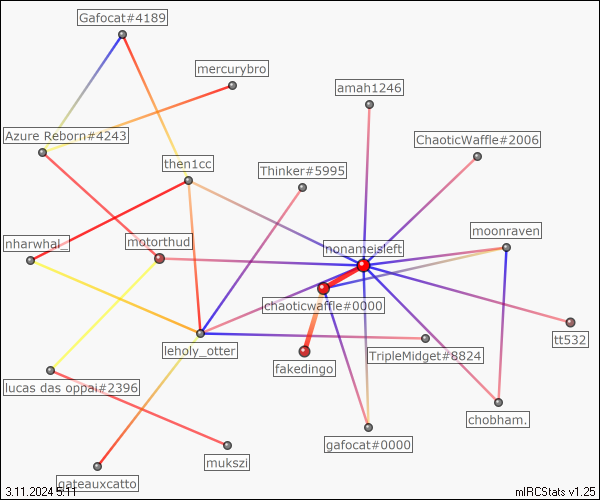 Gafocat#4189
mercurybro
amah1246
Azure Reborn#4243
ChaoticWaffle#2006
then1cc
Thinker#5995
moonraven
nharwhal_
motorthud
nonameisleft
chaoticwaffle#0000
tt532
leholy_otter
TripleMidget#8824
fakedingo
lucas das oppai#2396
chobham.
gafocat#0000
mukszi
gateauxcatto
3.11.2024 5:11
mIRCStats v1.25